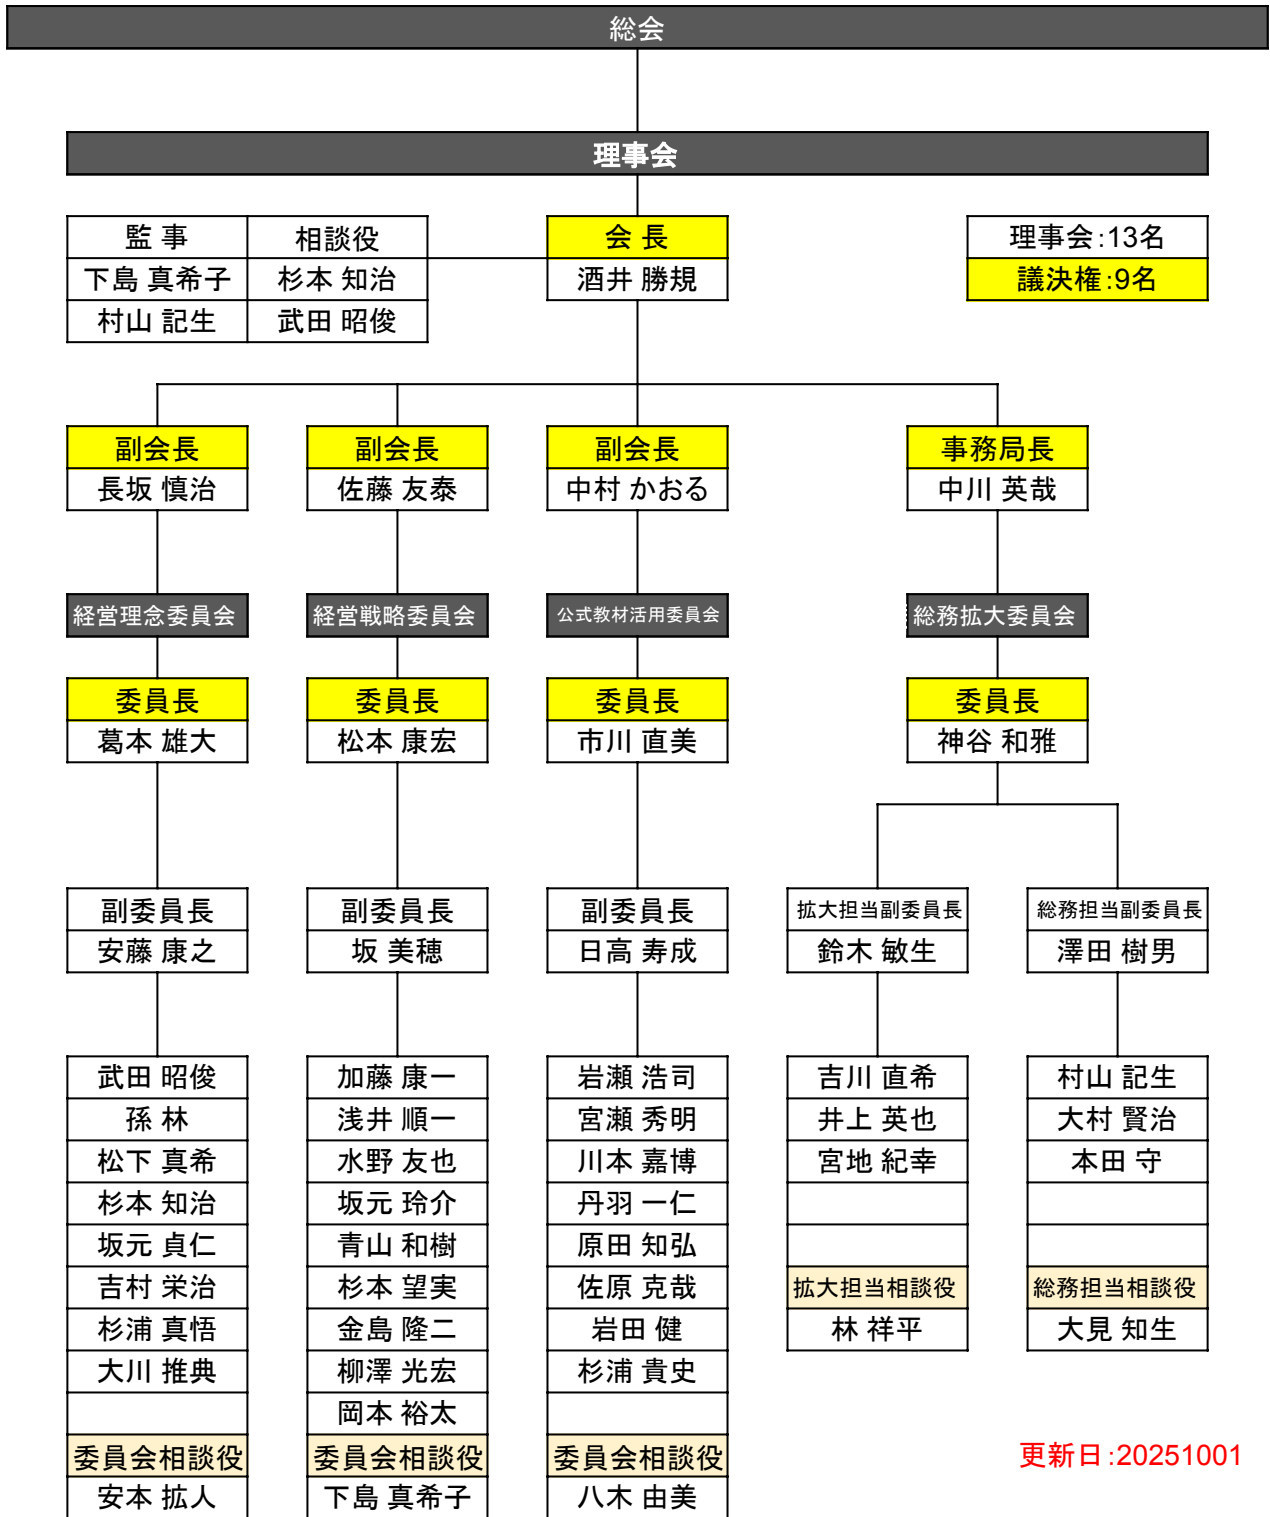 総会
理事会
監 事
相談役
会 長
理事会:13名
下島 真希子
杉本 知治
酒井 勝規
議決権:9名
村山 記生
武田 昭俊
副会長
副会長
副会長
事務局長
長坂 慎治
佐藤 友泰
中村 かおる
中川 英哉
経営理念委員会
経営戦略委員会
公式教材活用委員会
総務拡大委員会
委員長
委員長
委員長
委員長
葛本 雄大
松本 康宏
市川 直美
神谷 和雅
副委員長
副委員長
副委員長
拡大担当副委員長
総務担当副委員長
安藤 康之
坂 美穂
日高 寿成
鈴木 敏生
澤田 樹男
武田 昭俊
加藤 康一
岩瀬 浩司
吉川 直希
村山 記生
孫 林
浅井 順一
宮瀬 秀明
井上 英也
大村 賢治
松下 真希
水野 友也
川本 嘉博
宮地 紀幸
本田 守
杉本 知治
坂元 玲介
丹羽 一仁
坂元 貞仁
青山 和樹
原田 知弘
吉村 栄治
杉本 望実
佐原 克哉
拡大担当相談役
総務担当相談役
杉浦 真悟
金島 隆二
岩田 健
林 祥平
大見 知生
大川 推典
柳澤 光宏
杉浦 貴史
岡本 裕太
委員会相談役
委員会相談役
委員会相談役
更新日:20251001
安本 拡人
下島 真希子
八木 由美